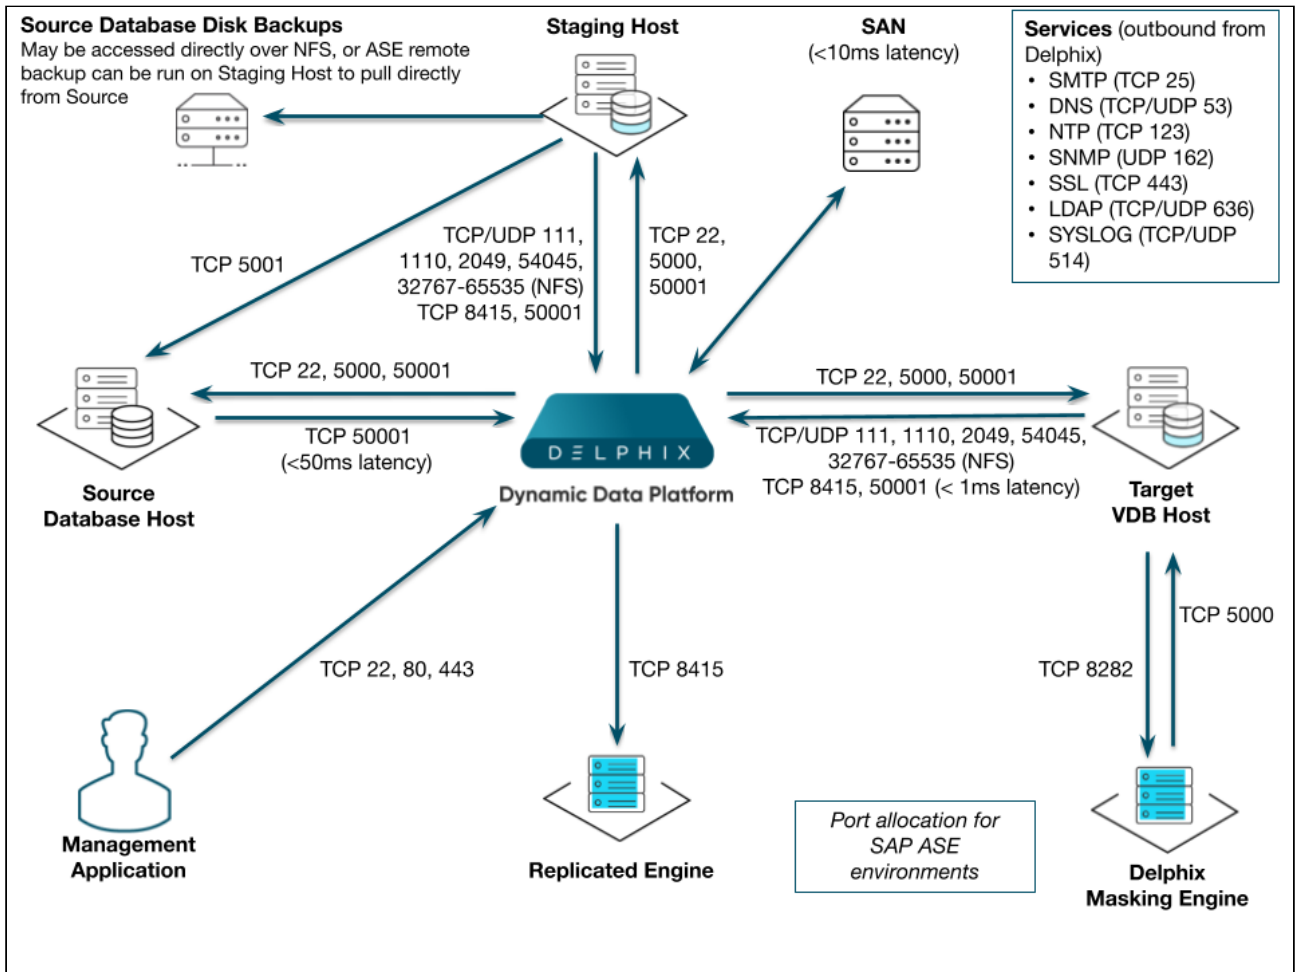 Source Database Disk Backups
May be accessed directly over NFS, or ASE remote
backup can be run on Staging Host to pull directly
from Source
Staging Host
SAN
(<10ms latency)
Services (outbound from
Delphix)
• SMTP (TCP 25)
• DNS (TCP/UDP 53)
• NTP (TCP 123)
• SNMP (UDP 162)
• SSL (TCP 443)
• LDAP (TCP/UDP 636)
• SYSLOG (TCP/UDP
514)
TCP 5001
TCP/UDP 111,
1110, 2049, 54045,
32767-65535 (NFS)
TCP 8415, 50001
TCP 22,
5000,
50001
TCP 22, 5000, 50001
TCP 50001
(<50ms latency)
DELPHIX
Dynamic Data Platform
TCP 22, 5000, 50001
TCP/UDP 111, 1110, 2049, 54045,
32767-65535 (NFS)
TCP 8415, 50001 (< 1ms latency)
Source
Database Host
Target
VDB Host
TCP 22, 80, 443
TCP 8415
TCP 8282
TCP 5000
Management
Application
Replicated Engine
Port allocation for
SAP ASE
environments
Delphix
Masking Engine